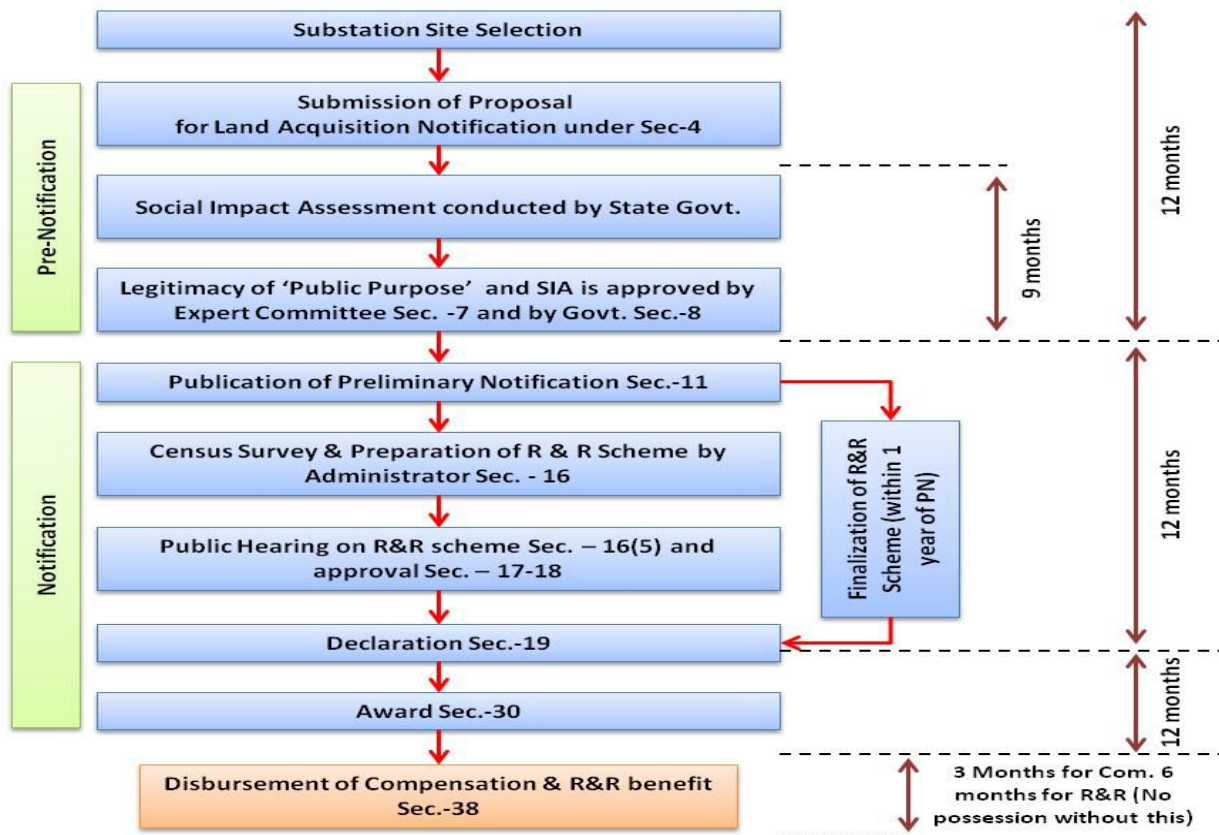 Substation Site Selection
Pre-Notification
Submission of Proposal
for Land Acquisition Notification under Sec-4
Social Impact Assessment conducted by State Govt.
Legitimacy of ‘Public Purpose’ and SIA is approved by
Expert Committee Sec. -7 and by Govt. Sec.-8
9 months
12 months
Notification
Publication of Preliminary Notification Sec.-11
Census Survey & Preparation of R & R Scheme by
Administrator Sec. - 16
Public Hearing on R&R scheme Sec. – 16(5) and
approval Sec. – 17-18
Declaration Sec.-19
Finalization of R&R
Scheme (within 1
year of PN)
12 months
Award Sec.-30
12 months
Disbursement of Compensation & R&R benefit
Sec.-38
3 Months for Com. 6
months for R&R (No
possession without this)